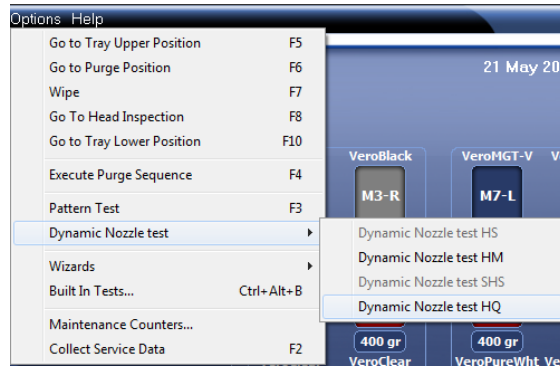 Options Help
Go to Tray Upper Position F5
Go to Purge Position F6
21 May 20
Wipe F7
Go To Head Inspection F8
Go to Tray Lower Position F10
VeroBlack VeroMGT-V V
Execute Purge Sequence F4
M3-R M7-L
Pattern Test F3
Dynamic Nozzle test
Dynamic Nozzle test HS
Dynamic Nozzle test HM
Wizards
Dynamic Nozzle test SHS
Built In Tests... Ctrl+Alt+B
Dynamic Nozzle test HQ
Maintenance Counters...
400 gr 400 gr
Collect Service Data F2
VeroClear VeroPureWht Ve